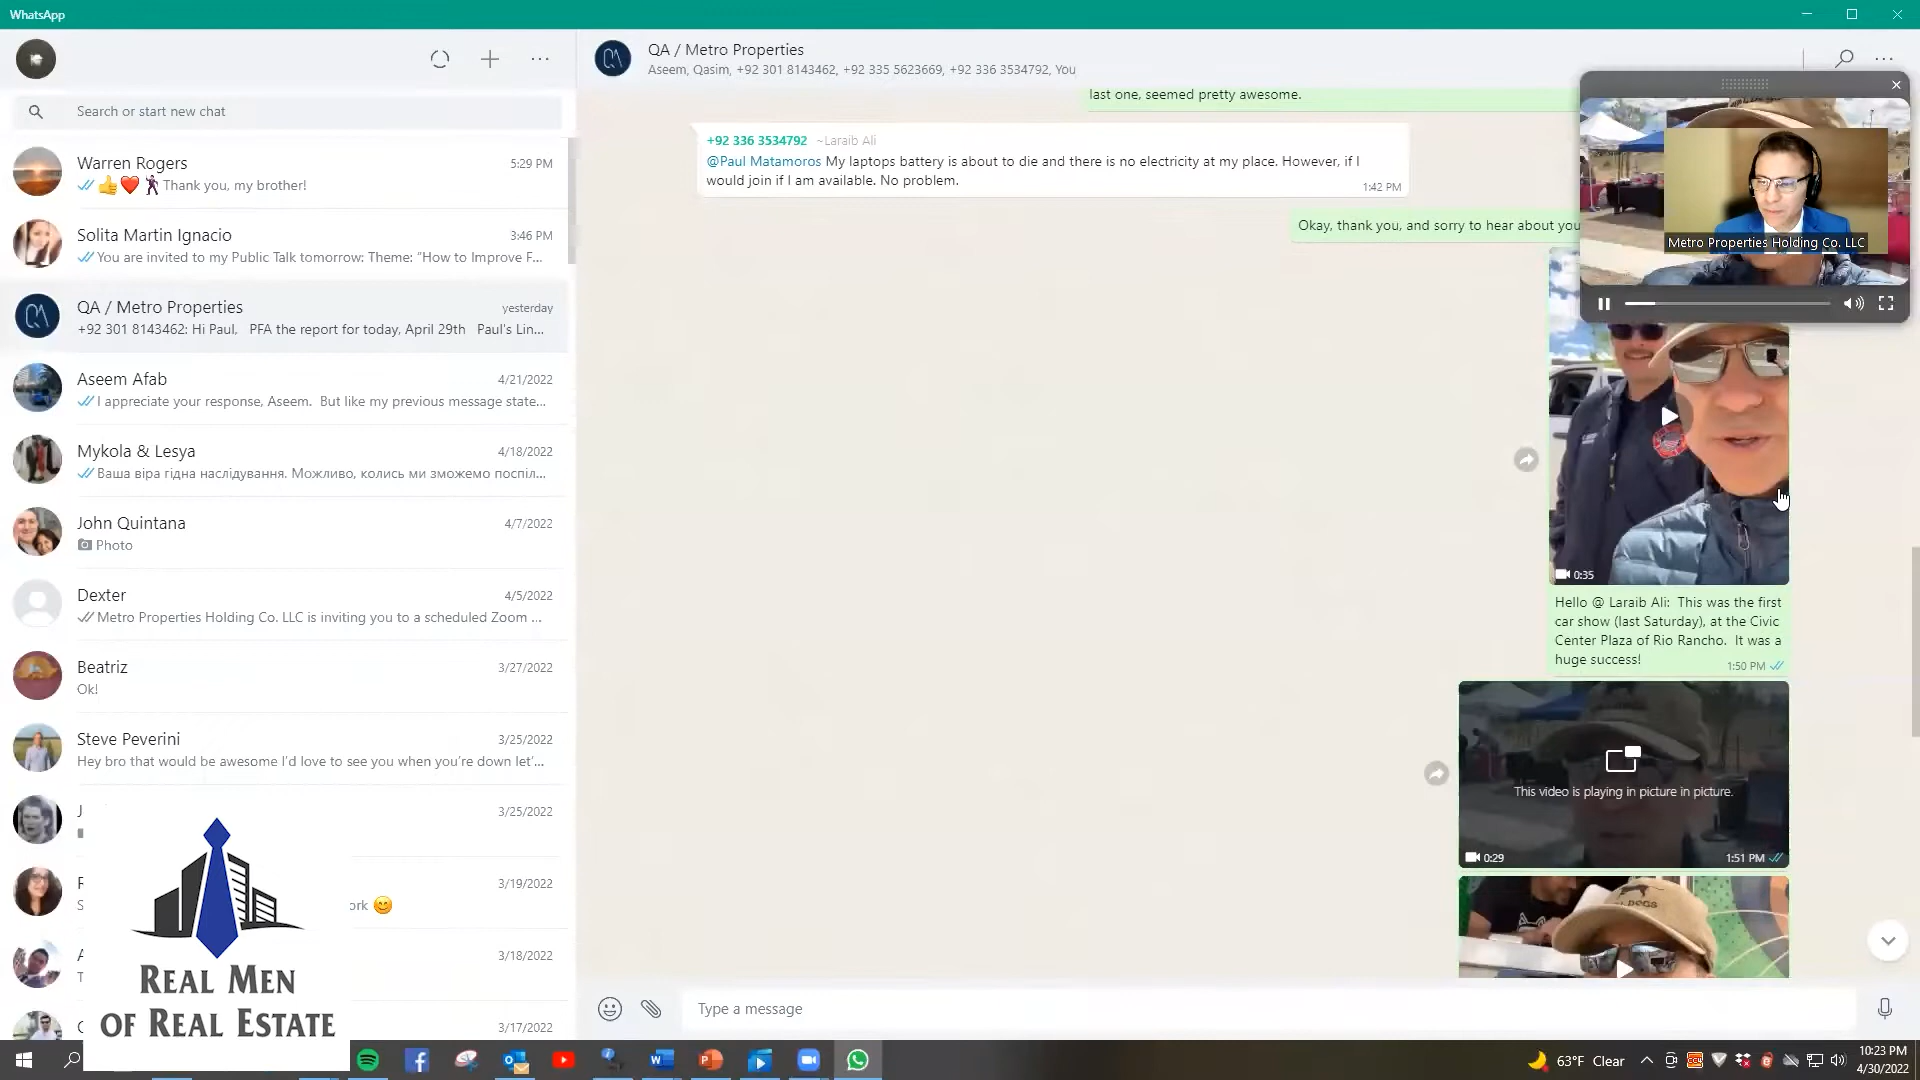 WhatsApp
Search or start new chat
Warren Rogers
5:29 PM
👍❤️🕺 Thank you, my brother!
Solita Martin Ignacio
3:46 PM
You are invited to my Public Talk tomorrow: Theme: "How to Improve F...
QA / Metro Properties
yesterday
+92 301 8143462: Hi Paul, PFA the report for today, April 29th Paul's Lin...
Aseem Afab
4/21/2022
I appreciate your response, Aseem. But like my previous message state...
Mykola & Lesya
4/18/2022
Ваша віра гідна наслідування. Можливо, колись ми зможемо поспіл...
John Quintana
4/7/2022
Photo
Dexter
4/5/2022
Metro Properties Holding Co. LLC is inviting you to a scheduled Zoom ...
Beatriz
3/27/2022
Ok!
Steve Peverini
3/25/2022
Hey bro that would be awesome I'd love to see you when you're down let'...
3/25/2022
3/19/2022
ork 😊
3/18/2022
3/17/2022
REAL MEN
OF REAL ESTATE
QA / Metro Properties
Aseem, Qasim, +92 301 8143462, +92 335 5623669, +92 336 3534792, You
last one, seemed pretty awesome.
+92 336 3534792 ~Laraib Ali
@Paul Matamoros My laptops battery is about to die and there is no electricity at my place. However, if I
would join if I am available. No problem.
1:42 PM
Okay, thank you, and sorry to hear about you
Metro Properties Holding Co. LLC
0:35
Hello @ Laraib Ali: This was the first
car show (last Saturday), at the Civic
Center Plaza of Rio Rancho. It was a
huge success!
1:50 PM
This video is playing in picture in picture.
0:29
1:51 PM
Type a message
63°F Clear
10:23 PM
4/30/2022